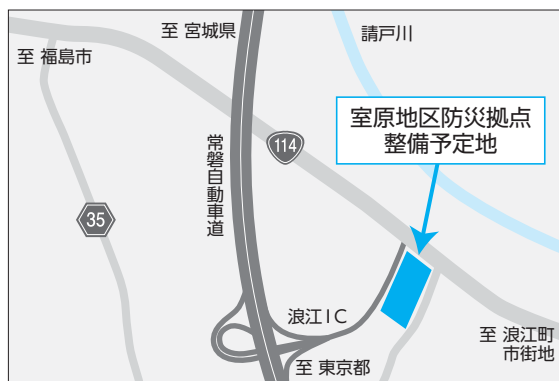 至 宮城県
請戸川
至 福島市
室原地区防災拠点
整備予定地
常磐自動車道
114
35
浪江IC
至 浪江町
市街地
至 東京都